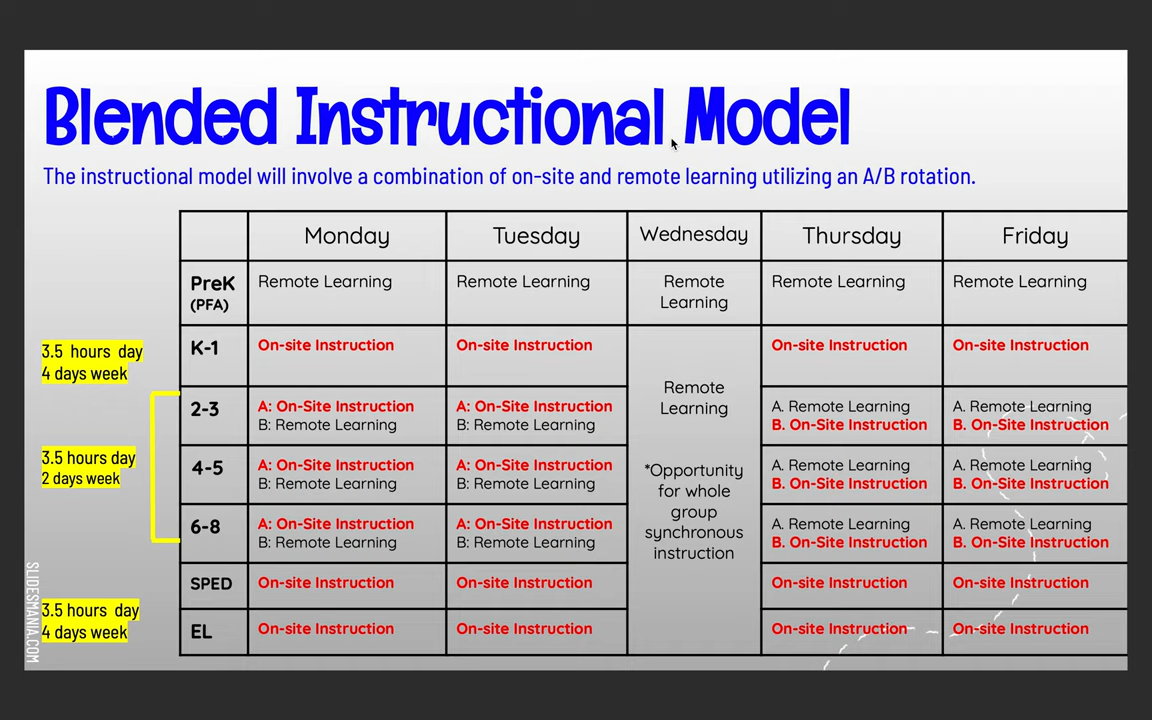 Blended Instructional Model
The instructional model will involve a combination of on-site and remote learning utilizing an A/B rotation.
Monday Tuesday Wednesday Thursday Friday
PreK
(PFA)
Remote Learning
Remote Learning
Remote
Learning
Remote Learning
Remote Learning
3.5 hours day
4 days week
K-1
On-site Instruction
On-site Instruction
Remote
Learning
*Opportunity
for whole
group
synchronous
instruction
On-site Instruction
On-site Instruction
3.5 hours day
2 days week
2-3
A: On-Site Instruction
B: Remote Learning
A: On-Site Instruction
B: Remote Learning
A. Remote Learning
B. On-Site Instruction
A. Remote Learning
B. On-Site Instruction
4-5
A: On-Site Instruction
B: Remote Learning
A: On-Site Instruction
B: Remote Learning
A. Remote Learning
B. On-Site Instruction
A. Remote Learning
B. On-Site Instruction
6-8
A: On-Site Instruction
B: Remote Learning
A: On-Site Instruction
B: Remote Learning
A. Remote Learning
B. On-Site Instruction
A. Remote Learning
B. On-Site Instruction
3.5 hours day
4 days week
SPED
On-site Instruction
On-site Instruction
On-site Instruction
On-site Instruction
EL
On-site Instruction
On-site Instruction
On-site Instruction
On-site Instruction
SLIDESMANIA.COM